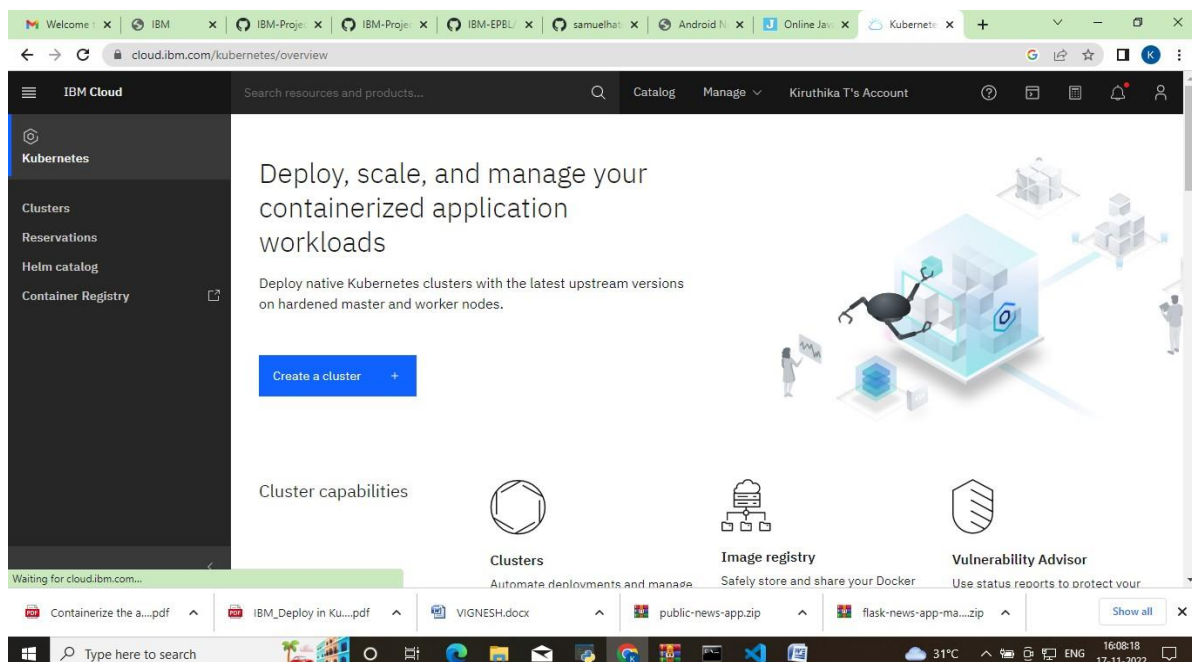 Welcome t
IBM
IBM-Projec
IBM-Projec
IBM-EPBL/
samuelhat
Android N
Online Java
Kubernete
cloud.ibm.com/kubernetes/overview
G
K
IBM Cloud
Search resources and products...
Catalog
Manage
Kiruthika T's Account
Kubernetes
Clusters
Reservations
Helm catalog
Container Registry
Deploy, scale, and manage your
containerized application
workloads
Deploy native Kubernetes clusters with the latest upstream versions
on hardened master and worker nodes.
Create a cluster +
Cluster capabilities
Clusters
Automate deployments and manage
Image registry
Safely store and share your Docker
Vulnerability Advisor
Use status reports to protect your
Waiting for cloud.ibm.com...
Containerize the a....pdf
IBM_Deploy in Ku....pdf
VIGNESH.docx
public-news-app.zip
flask-news-app-ma....zip
Show all
Type here to search
31°C
ENG
16:08:18
17-11-2022